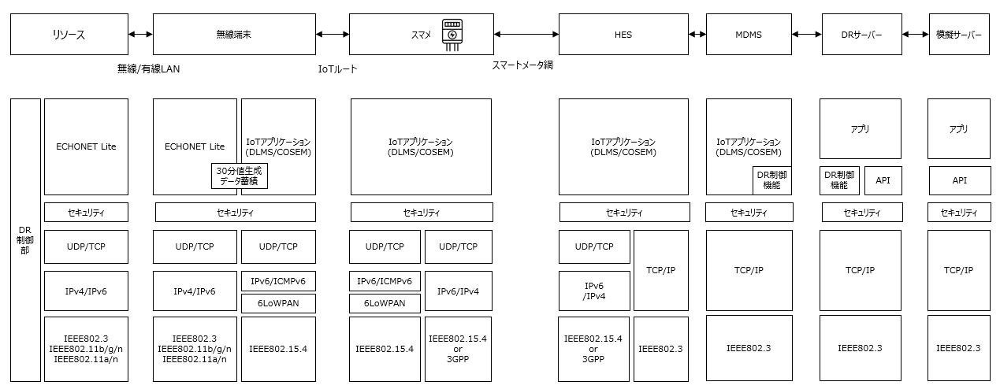 リソース
無線端末
スマメ
HES
MDMS
DRサーバー
模擬サーバー
無線/有線LAN
IoTルート
スマートメータ網
DR
制御
部
ECHONET Lite
ECHONET Lite
IoTアプリケーション
(DLMS/COSEM)
30分値生成
データ蓄積
IoTアプリケーション
(DLMS/COSEM)
IoTアプリケーション
(DLMS/COSEM)
IoTアプリケーション
(DLMS/COSEM)
DR制御
機能
アプリ
DR制御
機能
API
アプリ
API
セキュリティ
セキュリティ
セキュリティ
セキュリティ
セキュリティ
セキュリティ
セキュリティ
UDP/TCP
UDP/TCP
UDP/TCP
UDP/TCP
UDP/TCP
UDP/TCP
TCP/IP
TCP/IP
TCP/IP
TCP/IP
IPv4/IPv6
IPv4/IPv6
IPv6/ICMPv6
6LoWPAN
IPv6/ICMPv6
6LoWPAN
IPv6/IPv4
IPv6
/IPv4
IEEE802.3
IEEE802.11b/g/n
IEEE802.11a/n
IEEE802.3
IEEE802.11b/g/n
IEEE802.11a/n
IEEE802.15.4
IEEE802.15.4
IEEE802.15.4
or
3GPP
IEEE802.15.4
or
3GPP
IEEE802.3
IEEE802.3
IEEE802.3
IEEE802.3